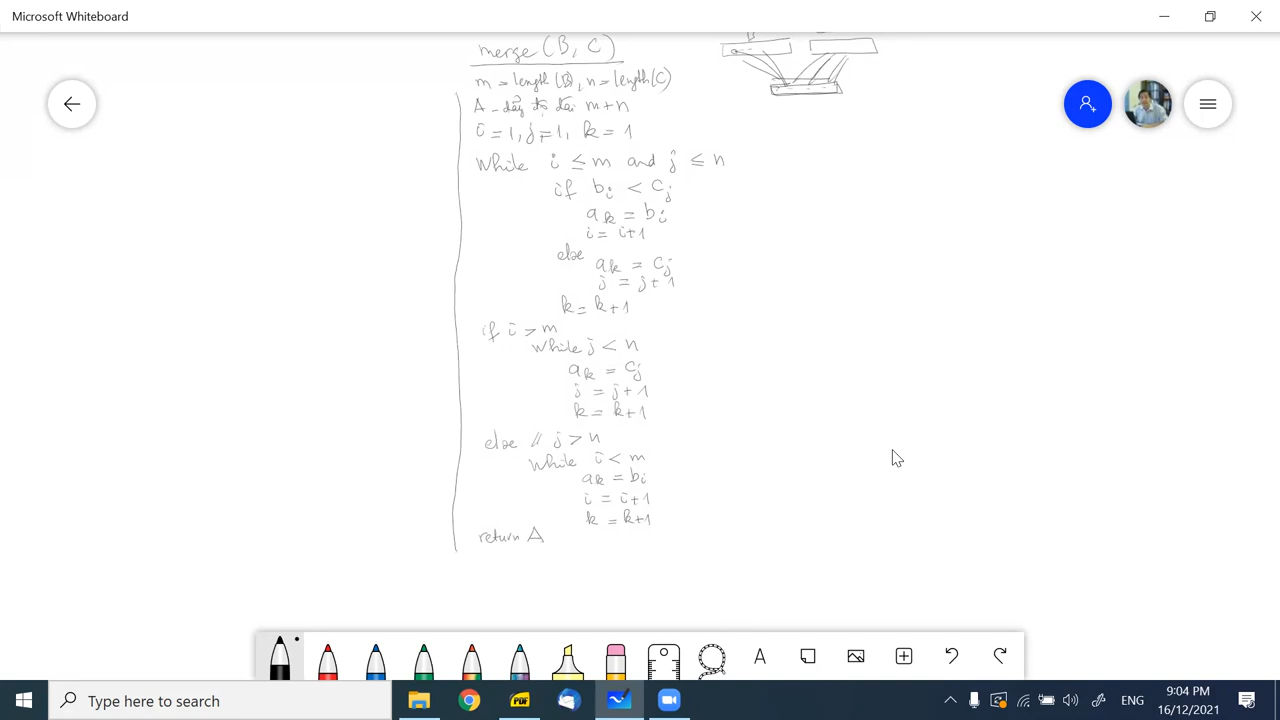 Microsoft Whiteboard
merge (B, C)
m = length(B), n = length(C)
A - dãy độ dài m + n
i = 1, j = 1, k = 1
While i ≤ m and j ≤ n
if bi < cj
ak = bi
i = i+1
else
ak = cj
j = j+1
k = k+1
if i > m
While j < n
ak = cj
j = j+1
k = k+1
else // j > n
While i < m
ak = bi
i = i+1
k = k+1
return A
Type here to search
PDF
ENG
9:04 PM
16/12/2021